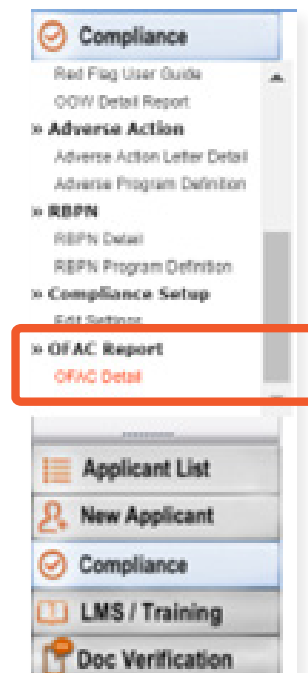 Compliance
Red Flag User Guide
OOW Detail Report
» Adverse Action
Adverse Action Letter Detail
Adverse Program Definition
» RBPN
RBPN Detail
RBPN Program Definition
» Compliance Setup
Edit Settings
» OFAC Report
OFAC Detail
Applicant List
New Applicant
Compliance
LMS / Training
Doc Verification